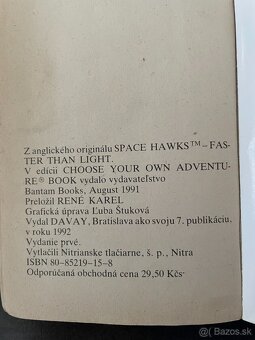 Z anglického originálu SPACE HAWKS™ – FAS-
TER THAN LIGHT.
V edícii CHOOSE YOUR OWN ADVENTU-
RE® BOOK vydalo vydavateľstvo
Bantam Books, August 1991
Preložil RENÉ KAREL
Grafická úprava Ľuba Štuková
Vydal DAVAY, Bratislava ako svoju 7. publikáciu
v roku 1992
Vydanie prvé.
Vytlačili Nitrianske tlačiarne, š. p., Nitra
ISBN 80–85219–15–8
Odporúčaná obchodná cena 29,50 Kčs
bazos.sk